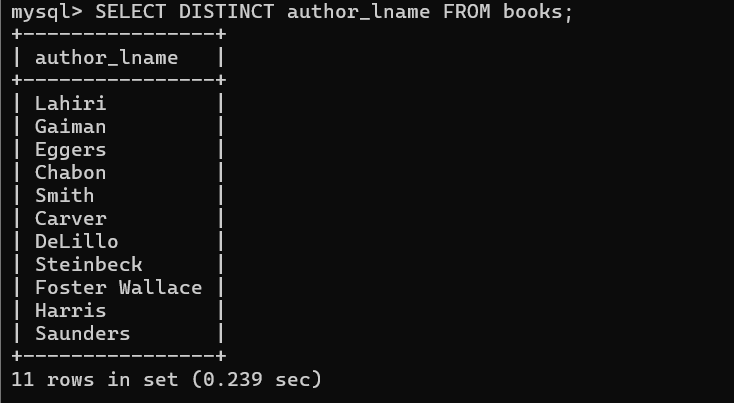 mysql> SELECT DISTINCT author_lname FROM books;
+----------------+
| author_lname   |
+----------------+
| Lahiri         |
| Gaiman         |
| Eggers         |
| Chabon         |
| Smith          |
| Carver         |
| DeLillo        |
| Steinbeck      |
| Foster Wallace |
| Harris         |
| Saunders       |
+----------------+
11 rows in set (0.239 sec)